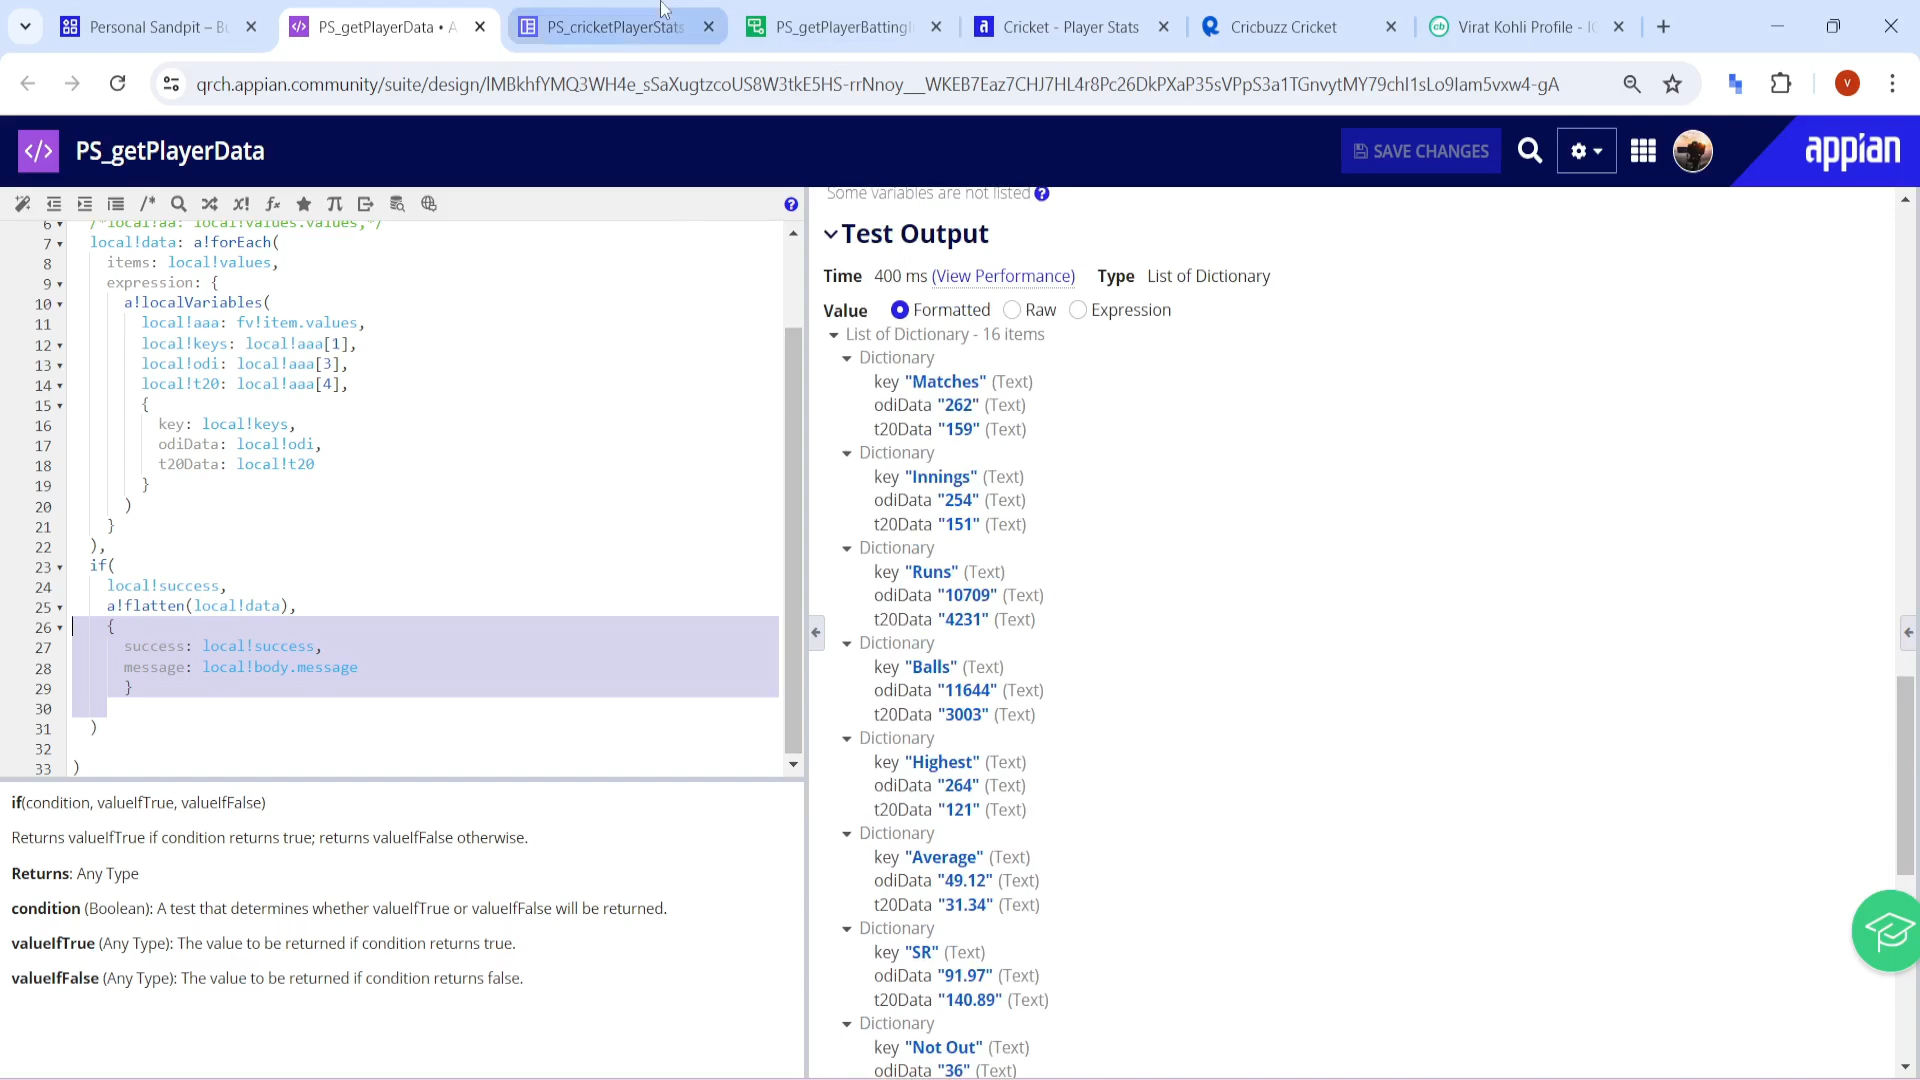 Personal Sandpit – Bu
PS_getPlayerData • A
PS_cricketPlayerStats
PS_getPlayerBattingI
Cricket - Player Stats
Cricbuzz Cricket
Virat Kohli Profile - IC
V
PS_getPlayerData
SAVE CHANGES
appian
/*
x!
fx
π
?
6 /*local!aa: local!values.values,*/
7 local!data: a!forEach(
8 items: local!values,
9 expression: {
10 a!localVariables(
11 local!aaa: fv!item.values,
12 local!keys: local!aaa[1],
13 local!odi: local!aaa[3],
14 local!t20: local!aaa[4],
15 {
16 key: local!keys,
17 odiData: local!odi,
18 t20Data: local!t20
19 }
20 )
21 }
22 ),
23 if(
24 local!success,
25 a!flatten(local!data),
26 {
27 success: local!success,
28 message: local!body.message
29 }
30
31 )
32
33 )
if(condition, valueIfTrue, valueIfFalse)
Returns valueIfTrue if condition returns true; returns valueIfFalse otherwise.
Returns: Any Type
condition (Boolean): A test that determines whether valueIfTrue or valueIfFalse will be returned.
valueIfTrue (Any Type): The value to be returned if condition returns true.
valueIfFalse (Any Type): The value to be returned if condition returns false.
Some variables are not listed ?
Test Output
Time 400 ms (View Performance) Type List of Dictionary
Value Formatted Raw Expression
List of Dictionary - 16 items
Dictionary
key "Matches" (Text)
odiData "262" (Text)
t20Data "159" (Text)
Dictionary
key "Innings" (Text)
odiData "254" (Text)
t20Data "151" (Text)
Dictionary
key "Runs" (Text)
odiData "10709" (Text)
t20Data "4231" (Text)
Dictionary
key "Balls" (Text)
odiData "11644" (Text)
t20Data "3003" (Text)
Dictionary
key "Highest" (Text)
odiData "264" (Text)
t20Data "121" (Text)
Dictionary
key "Average" (Text)
odiData "49.12" (Text)
t20Data "31.34" (Text)
Dictionary
key "SR" (Text)
odiData "91.97" (Text)
t20Data "140.89" (Text)
Dictionary
key "Not Out" (Text)
odiData "36" (Text)